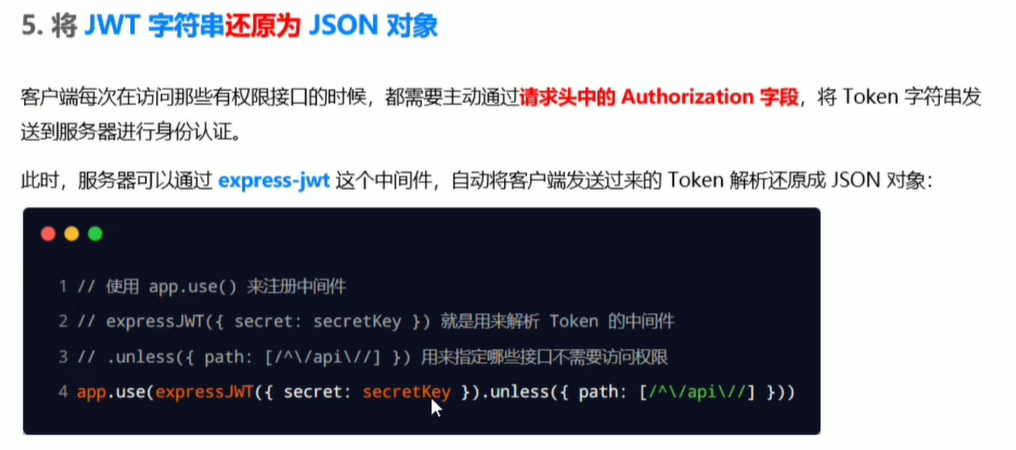 5. 将 JWT 字符串还原为 JSON 对象
客户端每次在访问那些有权限接口的时候，都需要主动通过请求头中的 Authorization 字段，将 Token 字符串发
送到服务器进行身份认证。
此时，服务器可以通过 express-jwt 这个中间件，自动将客户端发送过来的 Token 解析还原成 JSON 对象：
1 // 使用 app.use() 来注册中间件
2 // expressJWT({ secret: secretKey }) 就是用来解析 Token 的中间件
3 // .unless({ path: [/^\/api\//] }) 用来指定哪些接口不需要访问权限
4 app.use(expressJWT({ secret: secretKey }).unless({ path: [/^\/api\//] }))